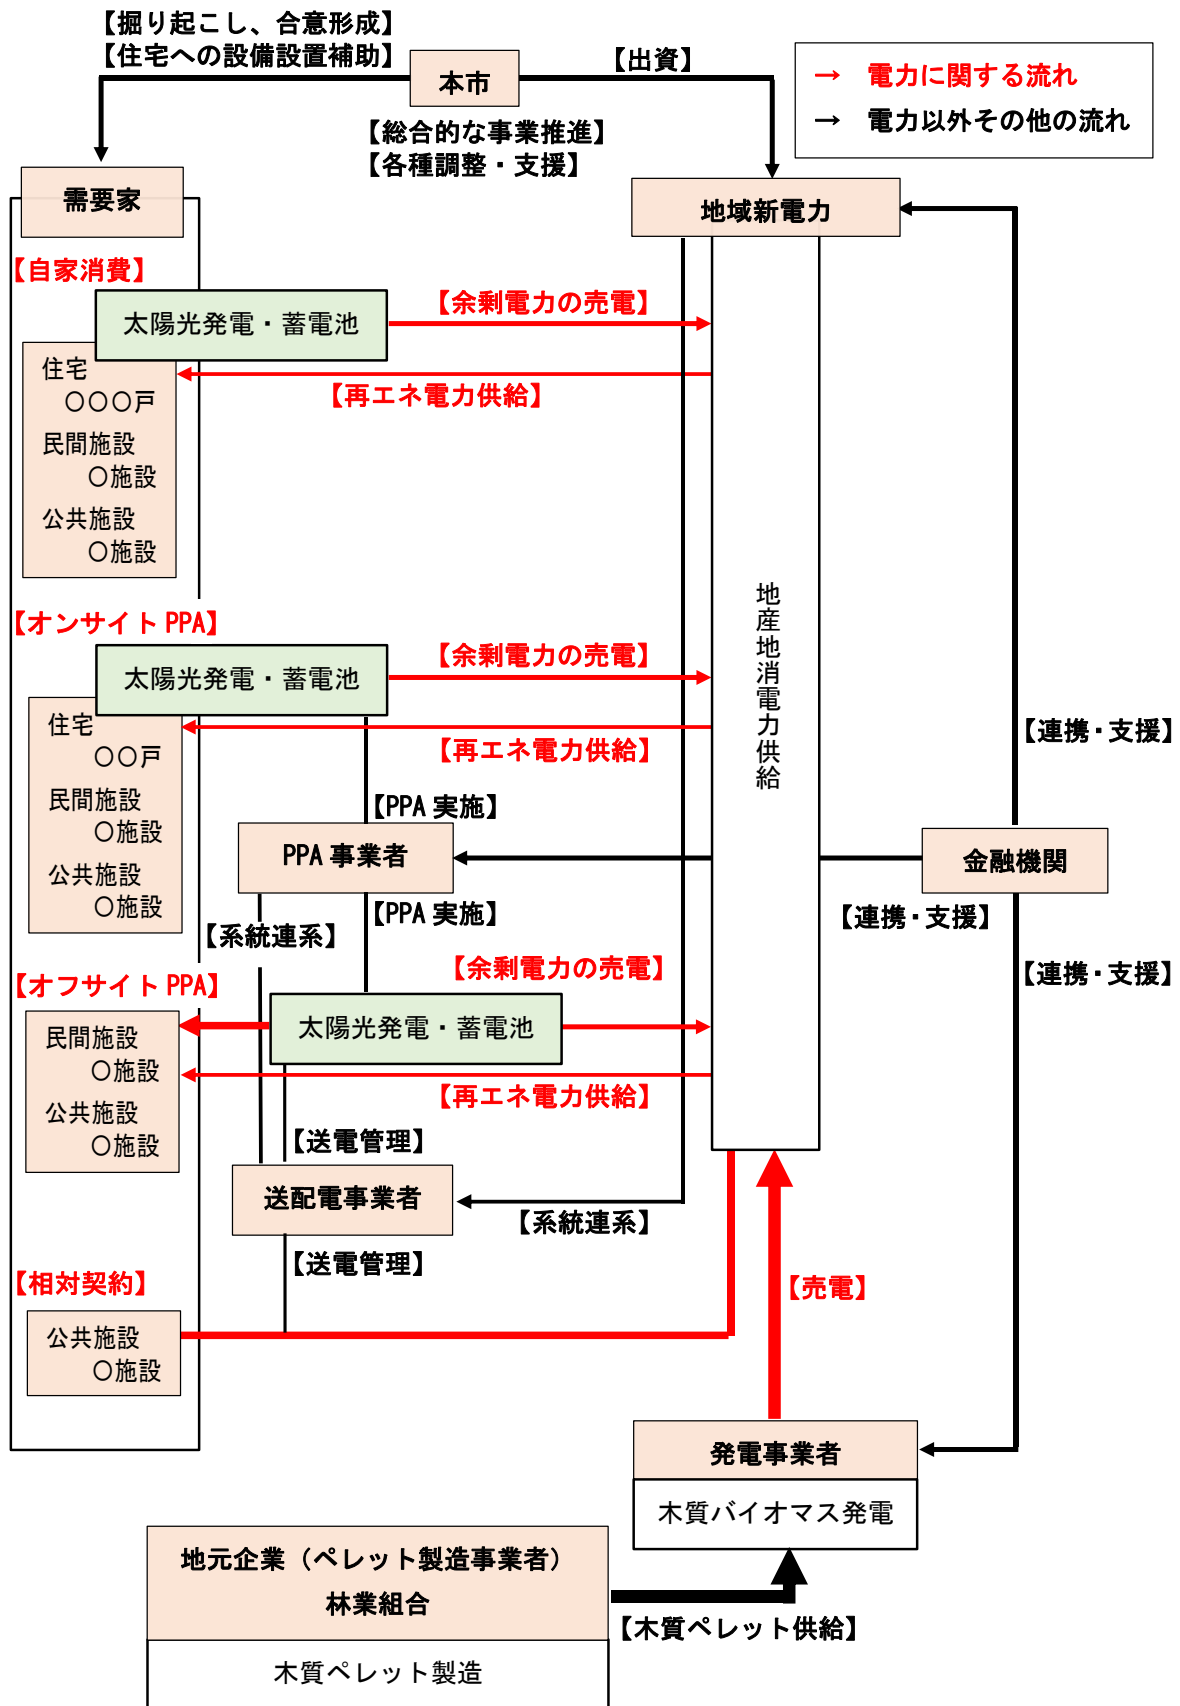 【掘り起こし、合意形成】
【住宅への設備設置補助】
本市
【出資】
→ 電力に関する流れ
→ 電力以外その他の流れ
【総合的な事業推進】
【各種調整・支援】
需要家
地域新電力
【自家消費】
太陽光発電・蓄電池
【余剰電力の売電】
【再エネ電力供給】
住宅
〇〇〇戸
民間施設
〇施設
公共施設
〇施設
地産地消電力供給
【オンサイト PPA】
太陽光発電・蓄電池
【余剰電力の売電】
【再エネ電力供給】
住宅
〇〇戸
民間施設
〇施設
公共施設
〇施設
【連携・支援】
【PPA 実施】
PPA 事業者
金融機関
【PPA 実施】
【連携・支援】
【系統連系】
【連携・支援】
【オフサイト PPA】
【余剰電力の売電】
太陽光発電・蓄電池
民間施設
〇施設
公共施設
〇施設
【再エネ電力供給】
【送電管理】
送配電事業者
【系統連系】
【送電管理】
【相対契約】
【売電】
公共施設
〇施設
発電事業者
木質バイオマス発電
地元企業（ペレット製造事業者）
林業組合
【木質ペレット供給】
木質ペレット製造